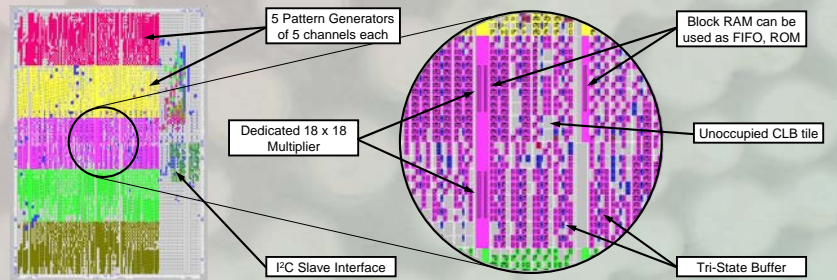 5 Pattern Generators
of 5 channels each
Block RAM can be
used as FIFO, ROM
Dedicated 18 x 18
Multiplier
Unoccupied CLB tile
I²C Slave Interface
Tri-State Buffer